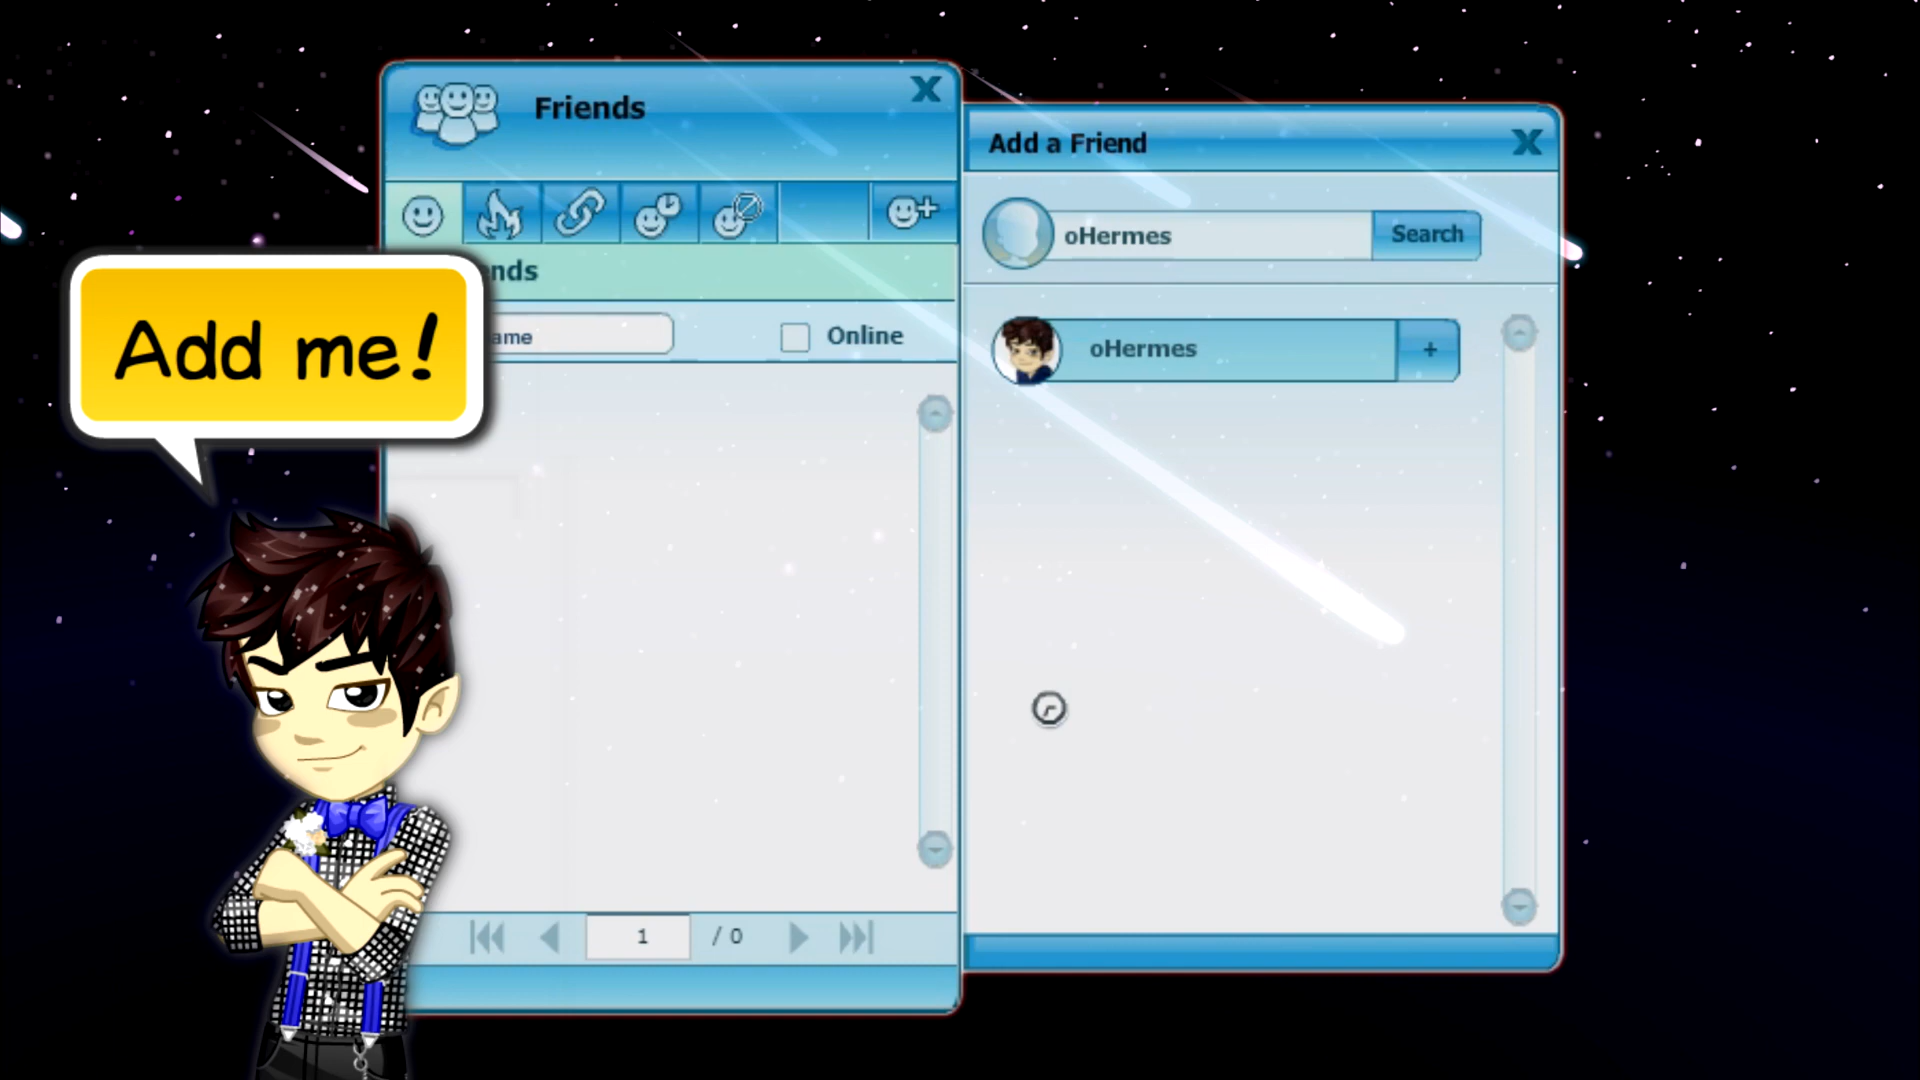 Friends
X
Add a Friend
X
oHermes
Search
nds
Add me!
ame
Online
oHermes
+
1
/ 0